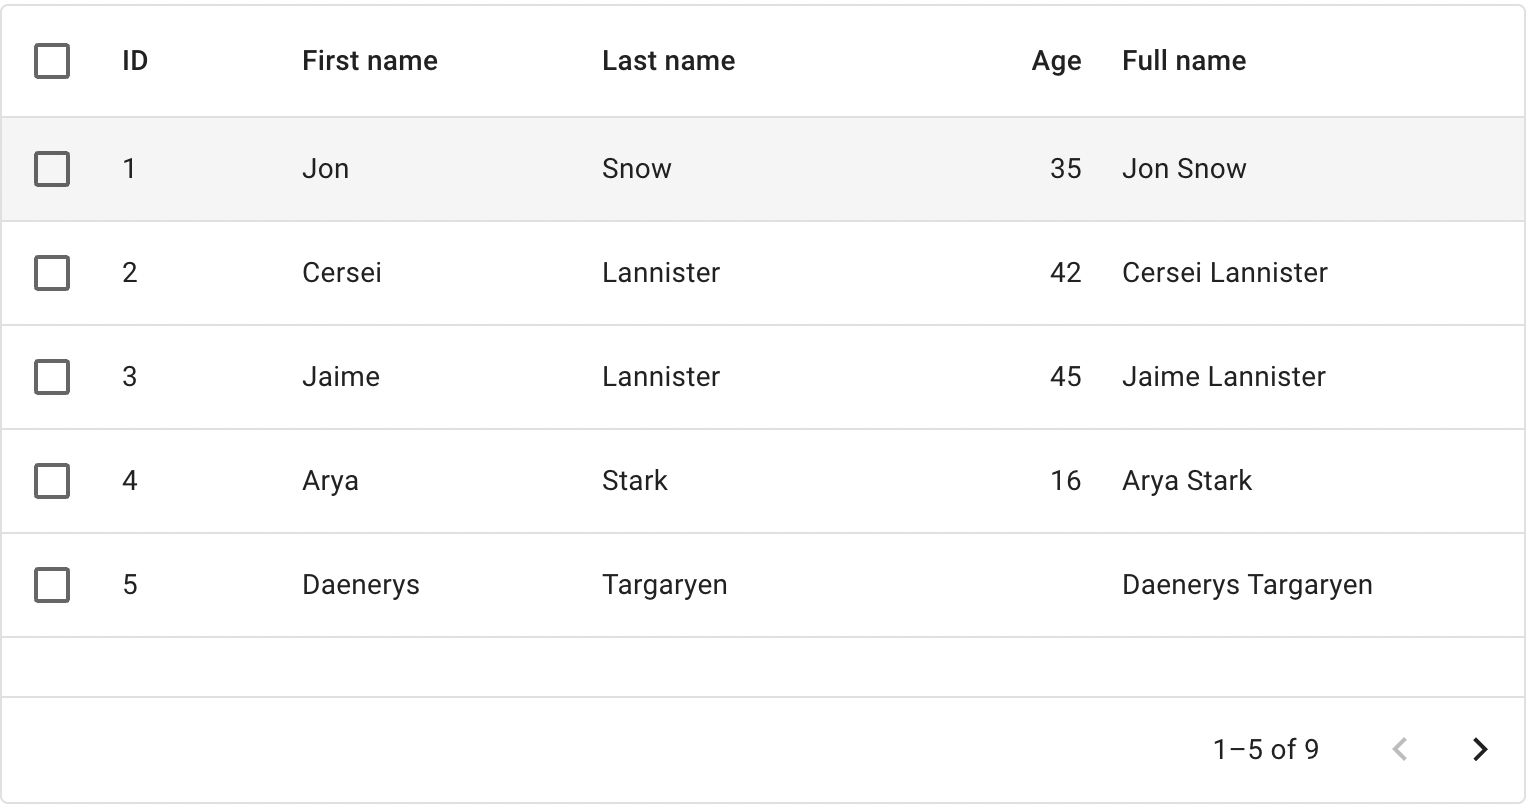 ID First name Last name Age Full name
1 Jon Snow 35 Jon Snow
2 Cersei Lannister 42 Cersei Lannister
3 Jaime Lannister 45 Jaime Lannister
4 Arya Stark 16 Arya Stark
5 Daenerys Targaryen Daenerys Targaryen
1–5 of 9